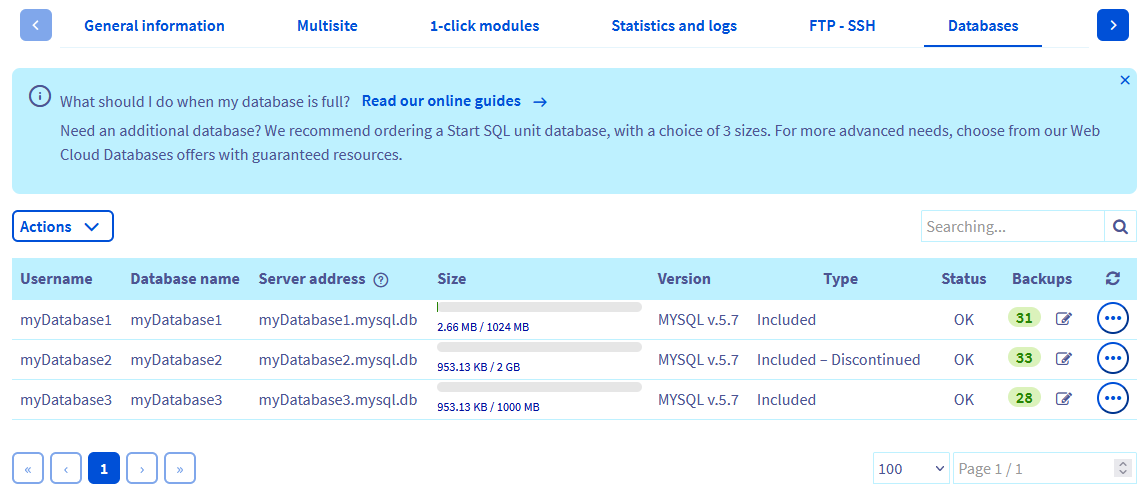 General information Multisite 1-click modules Statistics and logs FTP - SSH Databases
What should I do when my database is full? Read our online guides →
Need an additional database? We recommend ordering a Start SQL unit database, with a choice of 3 sizes. For more advanced needs, choose from our Web
Cloud Databases offers with guaranteed resources.
Actions Searching...
Username Database name Server address Size Version Type Status Backups
myDatabase1 myDatabase1 myDatabase1.mysql.db 2.66 MB / 1024 MB MYSQL v.5.7 Included OK 31
myDatabase2 myDatabase2 myDatabase2.mysql.db 953.13 KB / 2 GB MYSQL v.5.7 Included – Discontinued OK 33
myDatabase3 myDatabase3 myDatabase3.mysql.db 953.13 KB / 1000 MB MYSQL v.5.7 Included OK 28
« ‹ 1 › » 100 Page 1 / 1